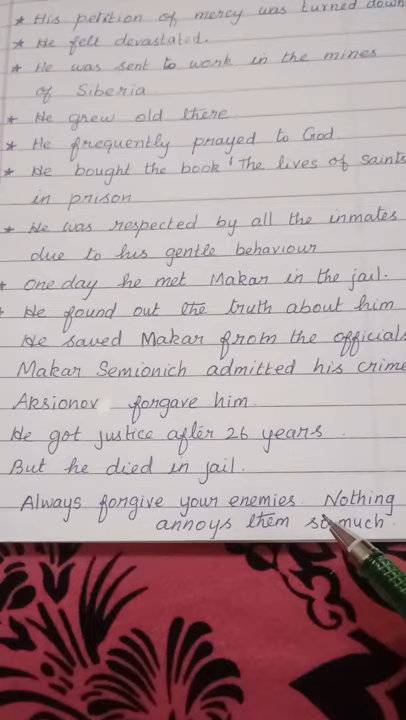 * His petition of mercy was turned down
* He felt devastated.
* He was sent to work in the mines
of Siberia
* He grew old there
* He frequently prayed to God
* He bought the book 'The lives of Saints
in prison
* He was respected by all the inmates
due to his gentle behaviour
* One day he met Makar in the jail.
* He found out the truth about him
He saved Makar from the officials
Makar Semionich admitted his crime
Aksionov forgave him
He got justice after 26 years.
But he died in jail.
Always forgive your enemies. Nothing
annoys them so much.